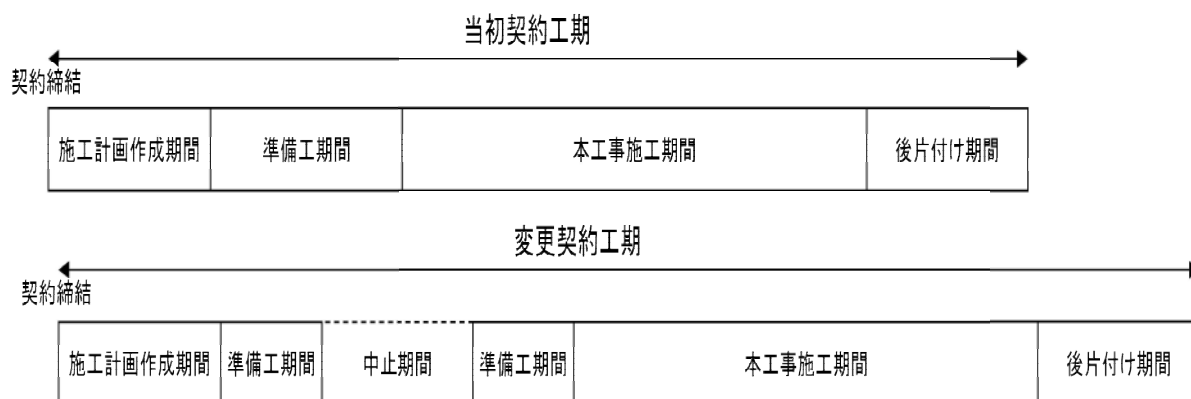 当初契約工期
契約締結
施工計画作成期間 準備工期間 本工事施工期間 後片付け期間
変更契約工期
契約締結
施工計画作成期間 準備工期間 中止期間 準備工期間 本工事施工期間 後片付け期間